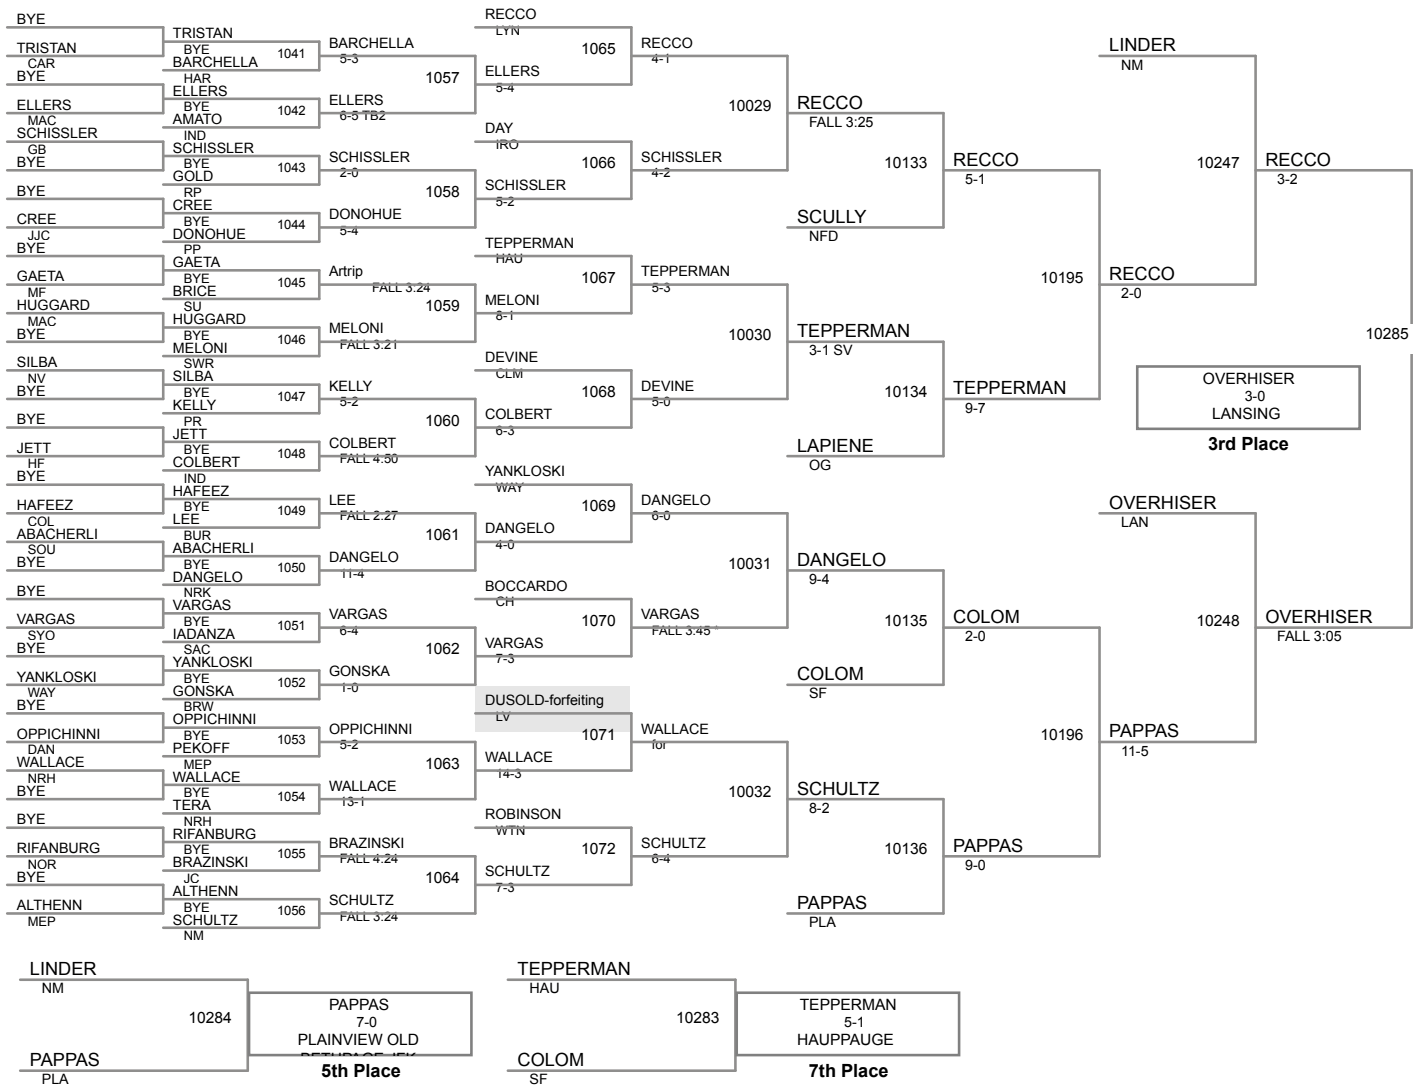 BYE
TRISTAN
CAR
BYE
ELLERS
MAC
SCHISSLER
GB
BYE
BYE
CREE
JJC
BYE
GAETA
MF
HUGGARD
MAC
BYE
SILBA
NV
BYE
BYE
JETT
HF
BYE
HAFEEZ
COL
ABACHERLI
SOU
BYE
BYE
VARGAS
SYO
BYE
YANKLOSKI
WAY
BYE
OPPICHINNI
DAN
WALLACE
NRH
BYE
BYE
RIFANBURG
NOR
BYE
ALTHENN
MEP
TRISTAN
BYE
1041
BARCHELLA
HAR
ELLERS
BYE
1042
AMATO
IND
SCHISSLER
BYE
1043
GOLD
RP
CREE
BYE
1044
DONOHUE
PP
GAETA
BYE
1045
BRICE
SU
HUGGARD
BYE
1046
MELONI
SWR
SILBA
BYE
1047
KELLY
PR
JETT
BYE
1048
COLBERT
IND
HAFEEZ
BYE
1049
LEE
BUR
ABACHERLI
BYE
1050
DANGELO
NRK
VARGAS
BYE
1051
IADANZA
SAC
YANKLOSKI
BYE
1052
GONSKA
BRW
OPPICHINNI
BYE
1053
PEKOFF
MEP
WALLACE
BYE
1054
TERA
NRH
RIFANBURG
BYE
1055
BRAZINSKI
JC
ALTHENN
BYE
1056
SCHULTZ
NM
BARCHELLA
5-3
1057
ELLERS
6-5 TB2
SCHISSLER
2-0
1058
DONOHUE
5-4
Artrip
FALL 3:24
1059
MELONI
FALL 3:21
KELLY
5-2
1060
COLBERT
FALL 4:50
LEE
FALL 2:27
1061
DANGELO
11-4
VARGAS
6-4
1062
GONSKA
1-0
OPPICHINNI
5-2
1063
WALLACE
13-1
BRAZINSKI
FALL 4:24
1064
SCHULTZ
FALL 3:24
RECCO
LYN
1065
ELLERS
5-4
DAY
IRO
1066
SCHISSLER
5-2
TEPPERMAN
HAU
1067
MELONI
8-1
DEVINE
CLM
1068
COLBERT
6-3
YANKLOSKI
WAY
1069
DANGELO
4-0
BOCCARDO
CH
1070
VARGAS
7-3
DUSOLD-forfeiting
LV
1071
WALLACE
14-3
ROBINSON
WTN
1072
SCHULTZ
7-3
RECCO
4-1
10029
SCHISSLER
4-2
TEPPERMAN
5-3
10030
DEVINE
5-0
DANGELO
6-0
10031
VARGAS
FALL 3:45 *
WALLACE
for
10032
SCHULTZ
6-4
RECCO
FALL 3:25
10133
SCULLY
NFD
TEPPERMAN
3-1 SV
10134
LAPIENE
OG
DANGELO
9-4
10135
COLOM
SF
SCHULTZ
8-2
10136
PAPPAS
PLA
RECCO
5-1
10195
TEPPERMAN
9-7
COLOM
2-0
10196
PAPPAS
9-0
LINDER
NM
10247
RECCO
2-0
OVERHISER
LAN
10248
PAPPAS
11-5
RECCO
3-2
10285
OVERHISER
FALL 3:05
OVERHISER
3-0
LANSING
3rd Place
LINDER
NM
10284
PAPPAS
PLA
PAPPAS
7-0
PLAINVIEW OLD
BETHPAGE JFK
5th Place
TEPPERMAN
HAU
10283
COLOM
SF
TEPPERMAN
5-1
HAUPPAUGE
7th Place